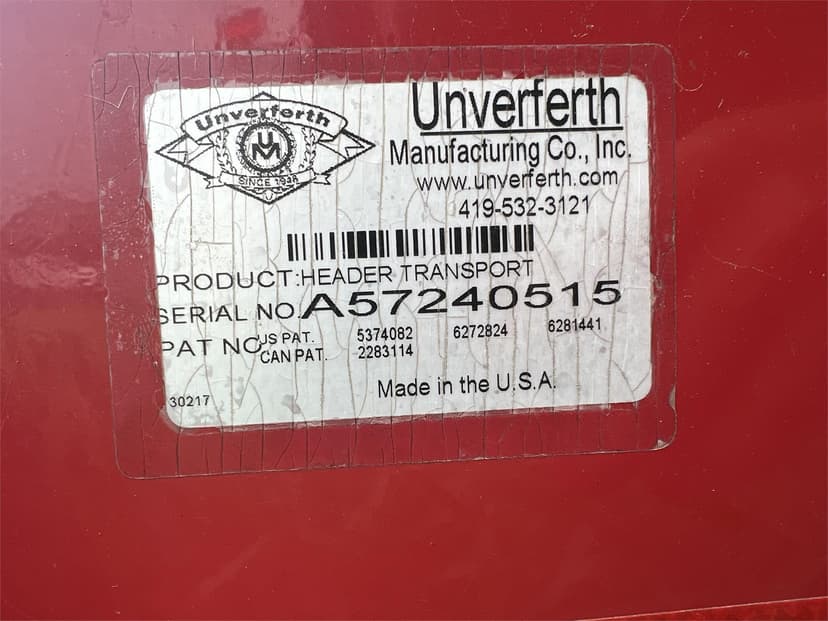 Unverferth
UM
SINCE 1948
Unverferth
Manufacturing Co., Inc.
www.unverferth.com
419-532-3121
PRODUCT:HEADER TRANSPORT
SERIAL NO.A57240515
PAT NO US PAT. 5374082 6272824 6281441
CAN PAT. 2283114
Made in the U.S.A.
30217